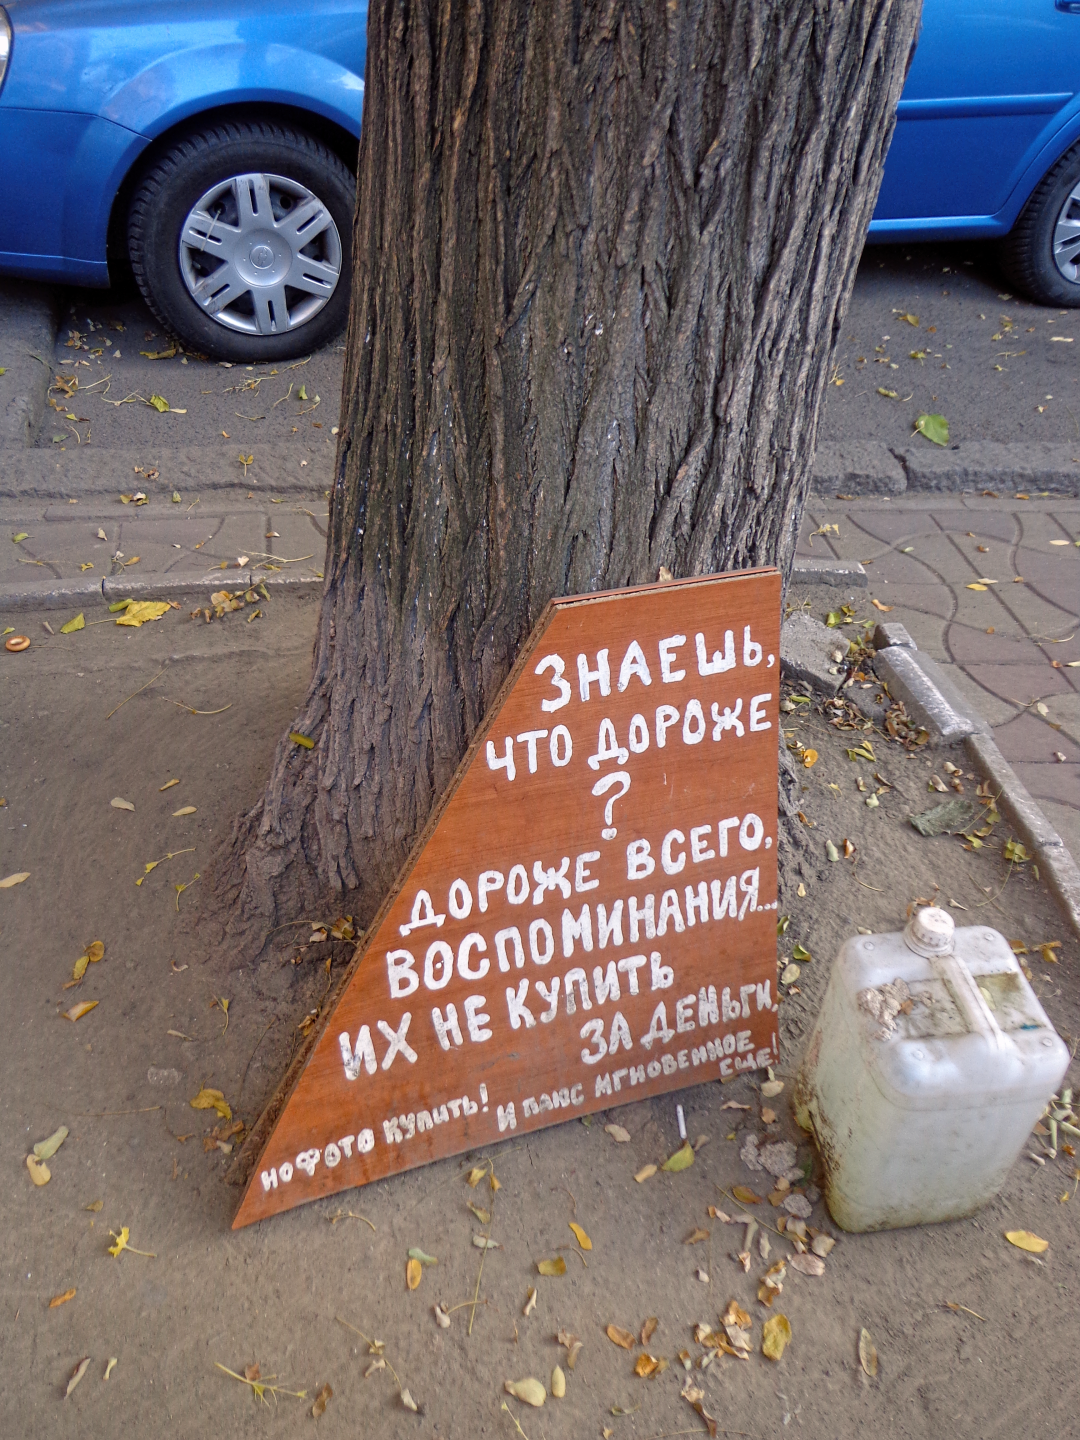 ЗНАЕШЬ,
ЧТО ДОРОЖЕ
?
ДОРОЖЕ ВСЕГО,
ВОСПОМИНАНИЯ...
ИХ НЕ КУПИТЬ
ЗА ДЕНЬГИ,
НО ФОТО КУПИТЬ!
И ПЛЮС МГНОВЕННОЕ
ЕЩЕ!